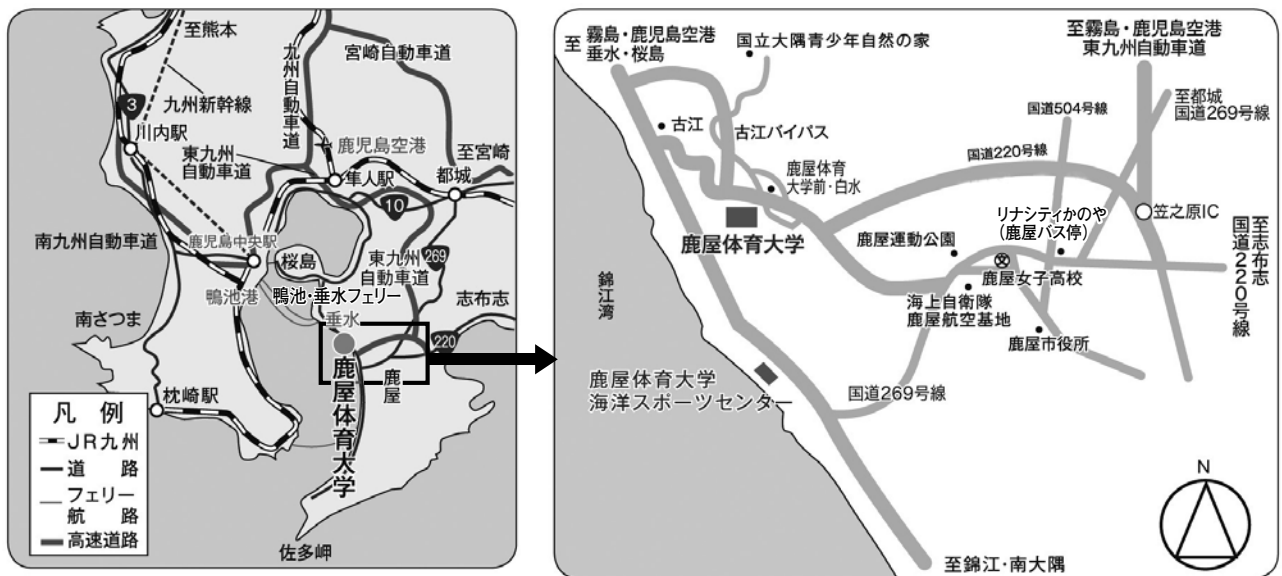 至熊本
九州自動車道
宮崎自動車道
3
九州新幹線
川内駅
東九州
自動車道
鹿児島空港
至宮崎
隼人駅
都城
10
南九州自動車道
鹿児島中央駅
桜島
東九州
自動車道
269
鴨池港
鴨池・垂水フェリー
志布志
南さつま
垂水
220
鹿屋
鹿屋体育大学
枕崎駅
凡 例
JR九州
道 路
フェリー
航 路
高速道路
佐多岬
至 霧島・鹿児島空港
垂水・桜島
国立大隅青少年自然の家
至霧島・鹿児島空港
東九州自動車道
至都城
国道269号線
国道504号線
古江
古江バイパス
国道220号線
鹿屋体育
大学前・白水
笠之原IC
リナシティかのや
(鹿屋バス停)
至志布志
国道220号線
鹿屋体育大学
鹿屋運動公園
鹿屋女子高校
海上自衛隊
鹿屋航空基地
鹿屋市役所
錦江湾
鹿屋体育大学
海洋スポーツセンター
国道269号線
N
至錦江・南大隅